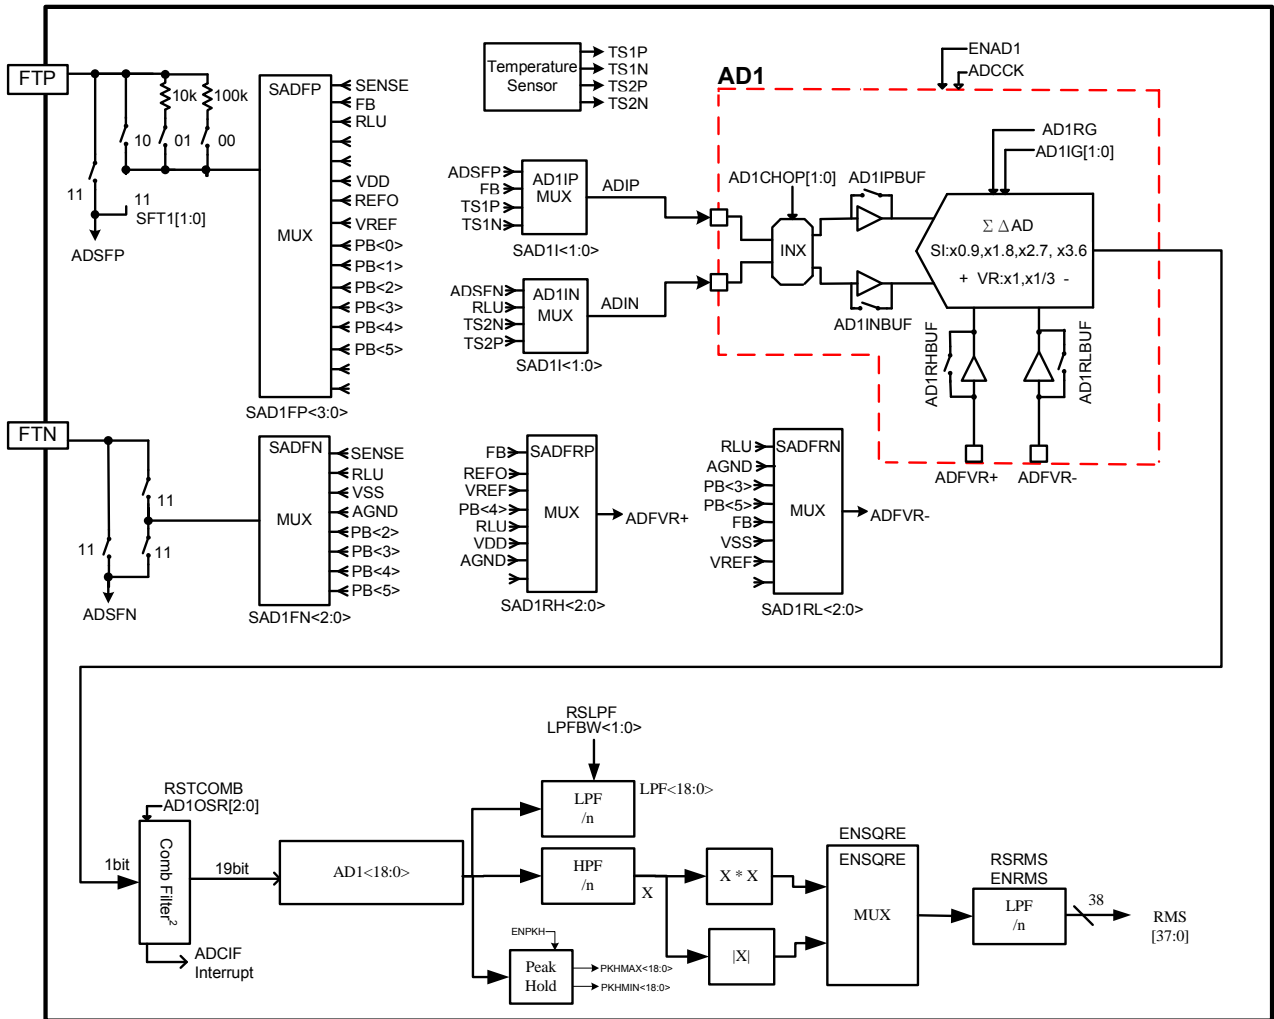 FTP
10k
100k
10
01
00
11
11
SFT1[1:0]
ADSFP
SADFP
MUX
SENSE
FB
RLU
VDD
REFO
VREF
PB<0>
PB<1>
PB<2>
PB<3>
PB<4>
PB<5>
SAD1FP<3:0>
Temperature
Sensor
TS1P
TS1N
TS2P
TS2N
ADSFP
FB
TS1P
TS1N
AD1IP
MUX
ADIP
SAD1I<1:0>
ADSFN
RLU
TS2N
TS2P
AD1IN
MUX
ADIN
SAD1I<1:0>
AD1
ENAD1
ADCCK
AD1RG
AD1IG[1:0]
AD1CHOP[1:0]
AD1IPBUF
INX
AD1INBUF
Σ Δ AD
SI:x0.9,x1.8,x2.7, x3.6
+ VR:x1,x1/3 -
AD1RHBUF
AD1RLBUF
ADFVR+
ADFVR-
FTN
11
11
11
ADSFN
SADFN
MUX
SENSE
RLU
VSS
AGND
PB<2>
PB<3>
PB<4>
PB<5>
SAD1FN<2:0>
FB
REFO
VREF
PB<4>
RLU
VDD
AGND
SADFRP
MUX
ADFVR+
SAD1RH<2:0>
RLU
AGND
PB<3>
PB<5>
FB
VSS
VREF
SADFRN
MUX
ADFVR-
SAD1RL<2:0>
RSLPF
LPFBW<1:0>
LPF
/n
LPF<18:0>
RSTCOMB
AD1OSR[2:0]
1bit
Comb Filter²
19bit
ADCIF
Interrupt
AD1<18:0>
HPF
/n
X
ENPKH
Peak
Hold
PKHMAX<18:0>
PKHMIN<18:0>
X * X
|X|
ENSQRE
ENSQRE
MUX
RSRMS
ENRMS
LPF
/n
38
RMS
[37:0]